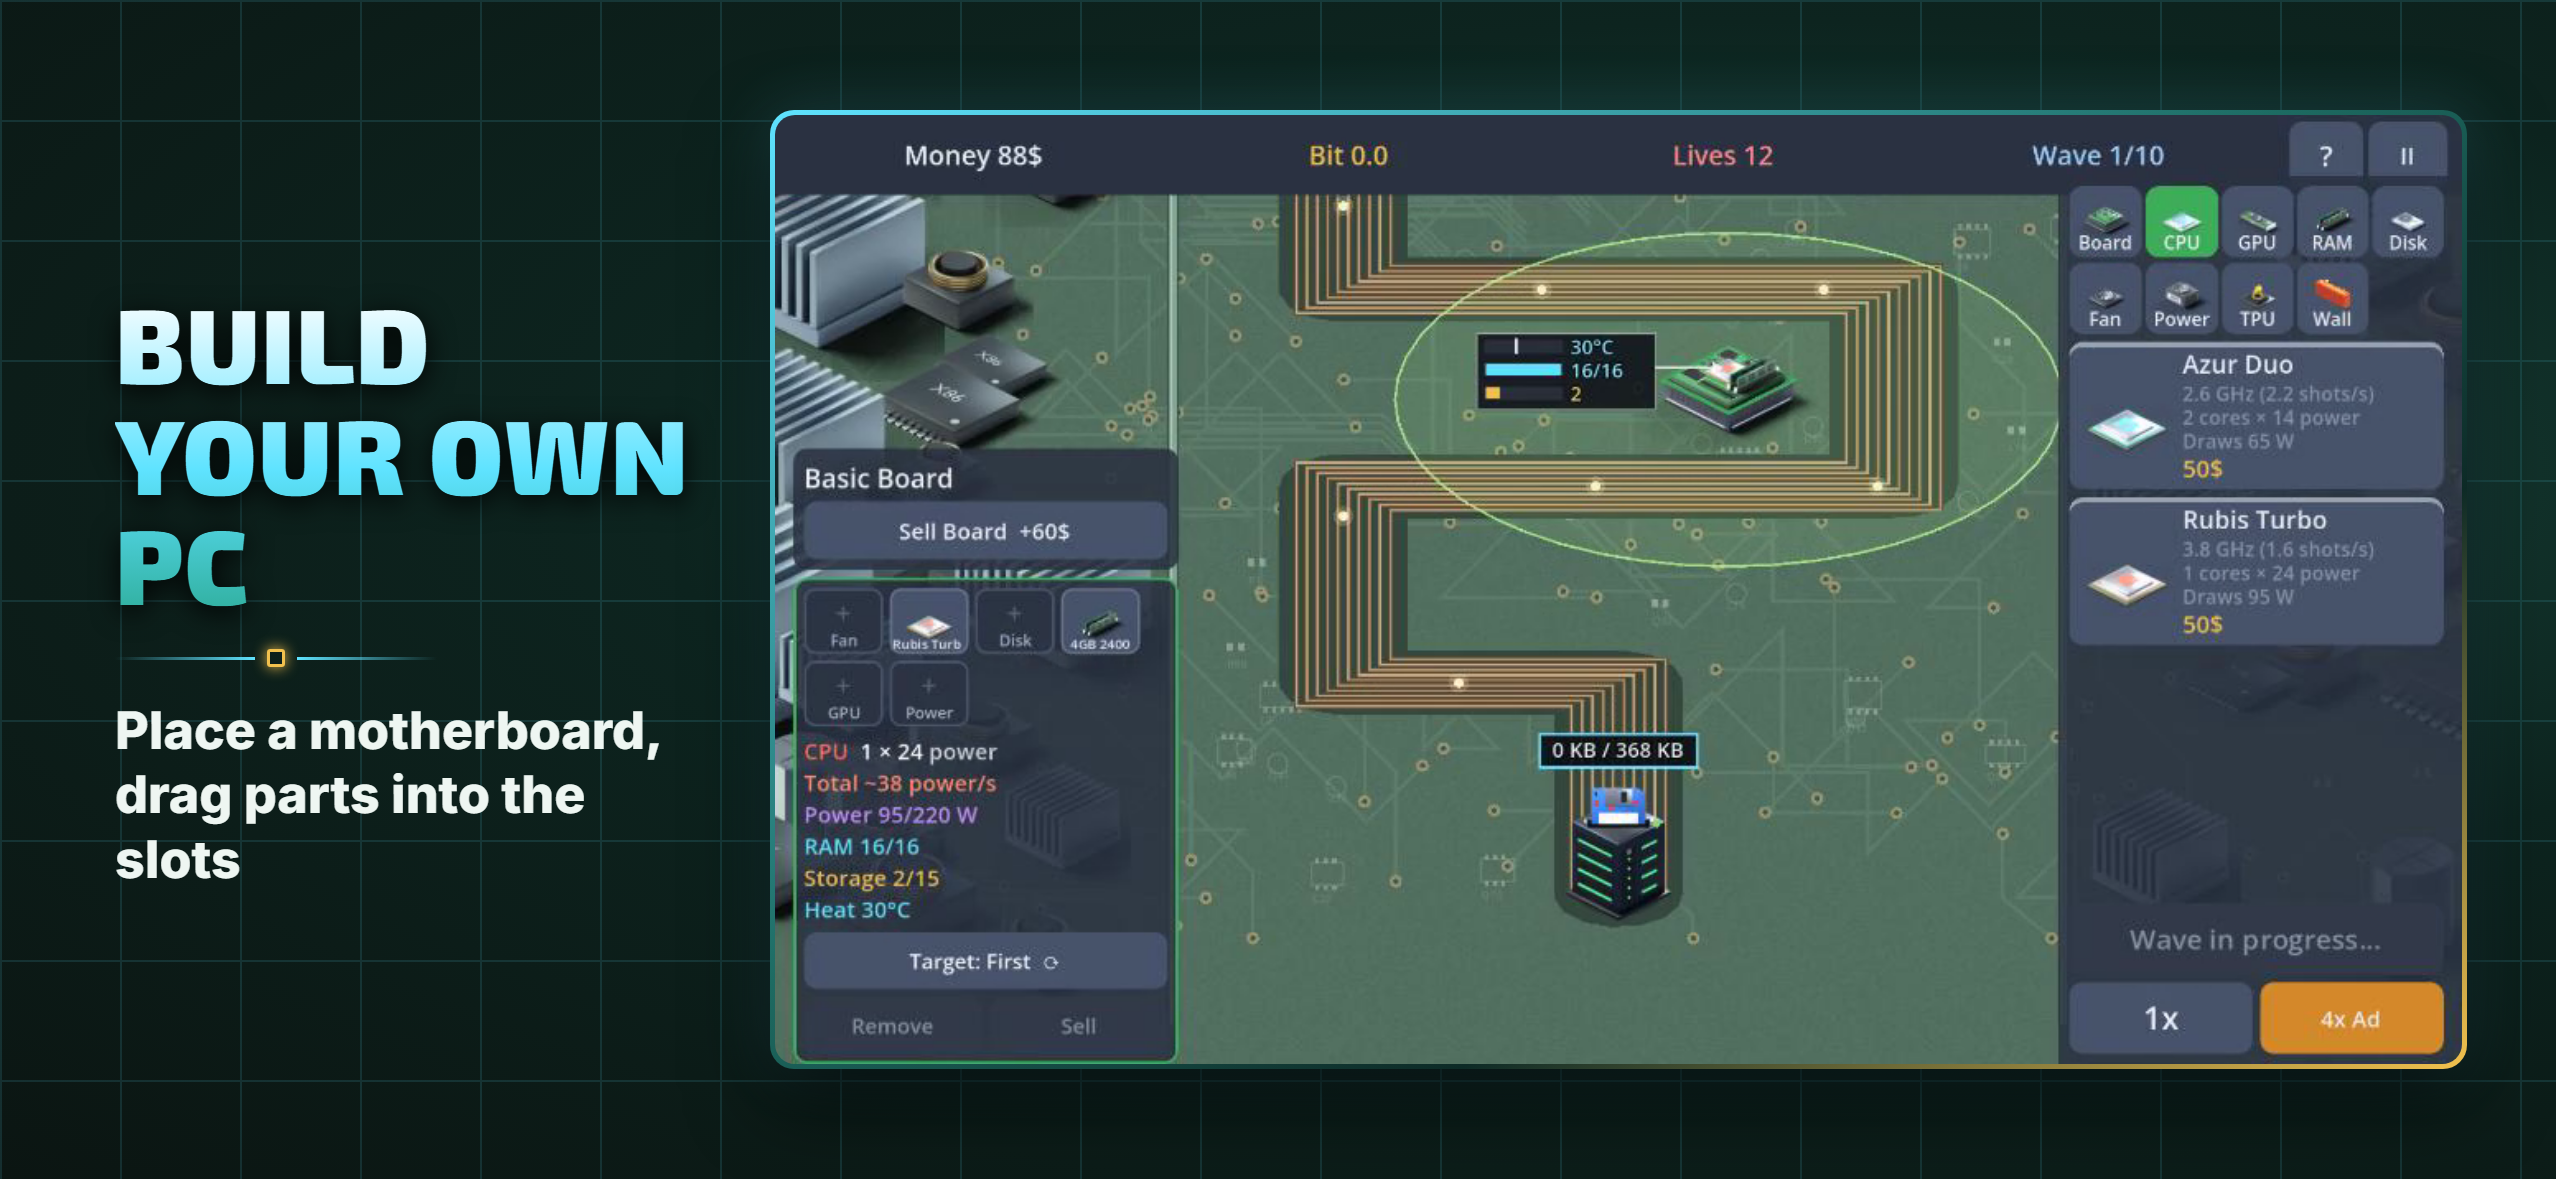 BUILD
YOUR OWN
PC
Place a motherboard,
drag parts into the
slots
Money 88$
Bit 0.0
Lives 12
Wave 1/10
?
X86
X86
Basic Board
Sell Board +60$
Fan
Rubis Turb
Disk
4GB 2400
GPU
Power
CPU 1 × 24 power
Total ~38 power/s
Power 95/220 W
RAM 16/16
Storage 2/15
Heat 30°C
Target: First
Remove
Sell
30°C
16/16
2
0 KB / 368 KB
Board
CPU
GPU
RAM
Disk
Fan
Power
TPU
Wall
Azur Duo
2.6 GHz (2.2 shots/s)
2 cores × 14 power
Draws 65 W
50$
Rubis Turbo
3.8 GHz (1.6 shots/s)
1 cores × 24 power
Draws 95 W
50$
Wave in progress...
1x
4x Ad